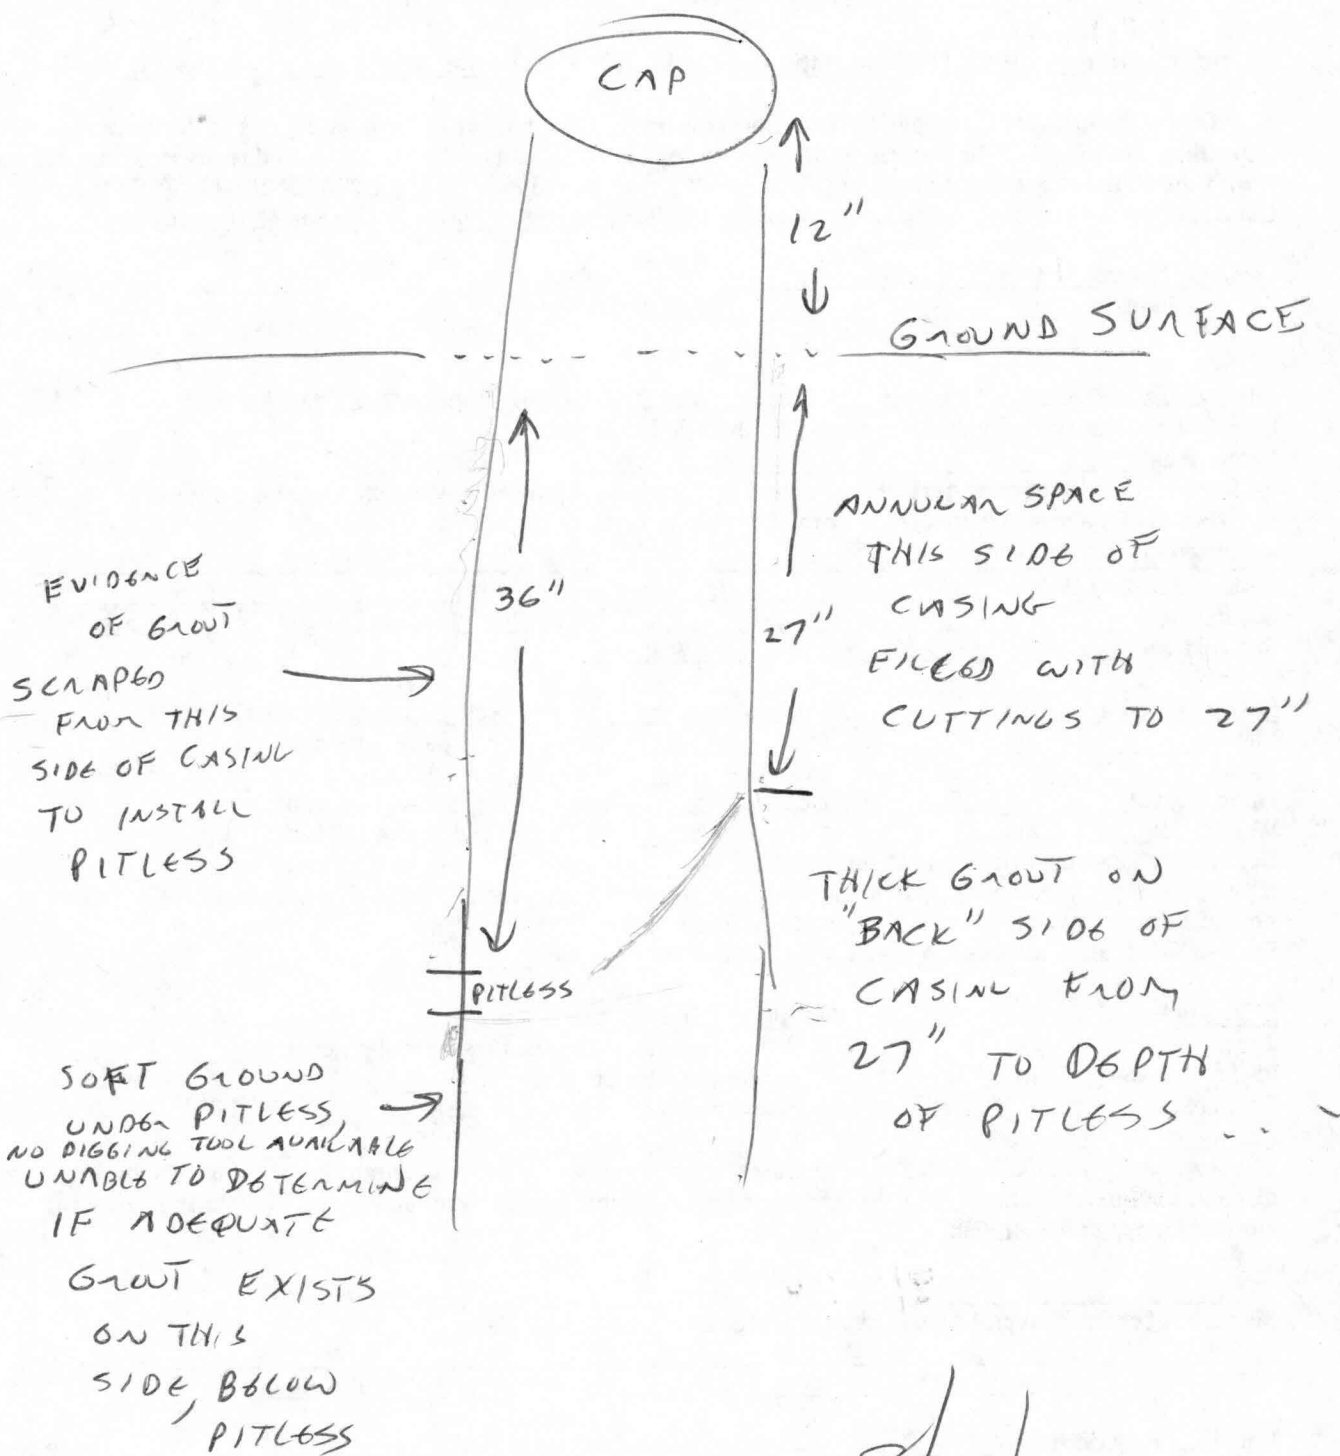 CAP
12"
GROUND SURFACE
36"
27"
ANNULAR SPACE
THIS SIDE OF
CASING
FILLED WITH
CUTTINGS TO 27"
EVIDENCE
OF GROUT
SCRAPED
FROM THIS
SIDE OF CASING
TO INSTALL
PITLESS
PITLESS
THICK GROUT ON
"BACK" SIDE OF
CASING FROM
27" TO DEPTH
OF PITLESS
SOFT GROUND
UNDER PITLESS,
NO DIGGING TOOL AVAILABLE
UNABLE TO DETERMINE
IF ADEQUATE
GROUT EXISTS
ON THIS
SIDE, BELOW
PITLESS